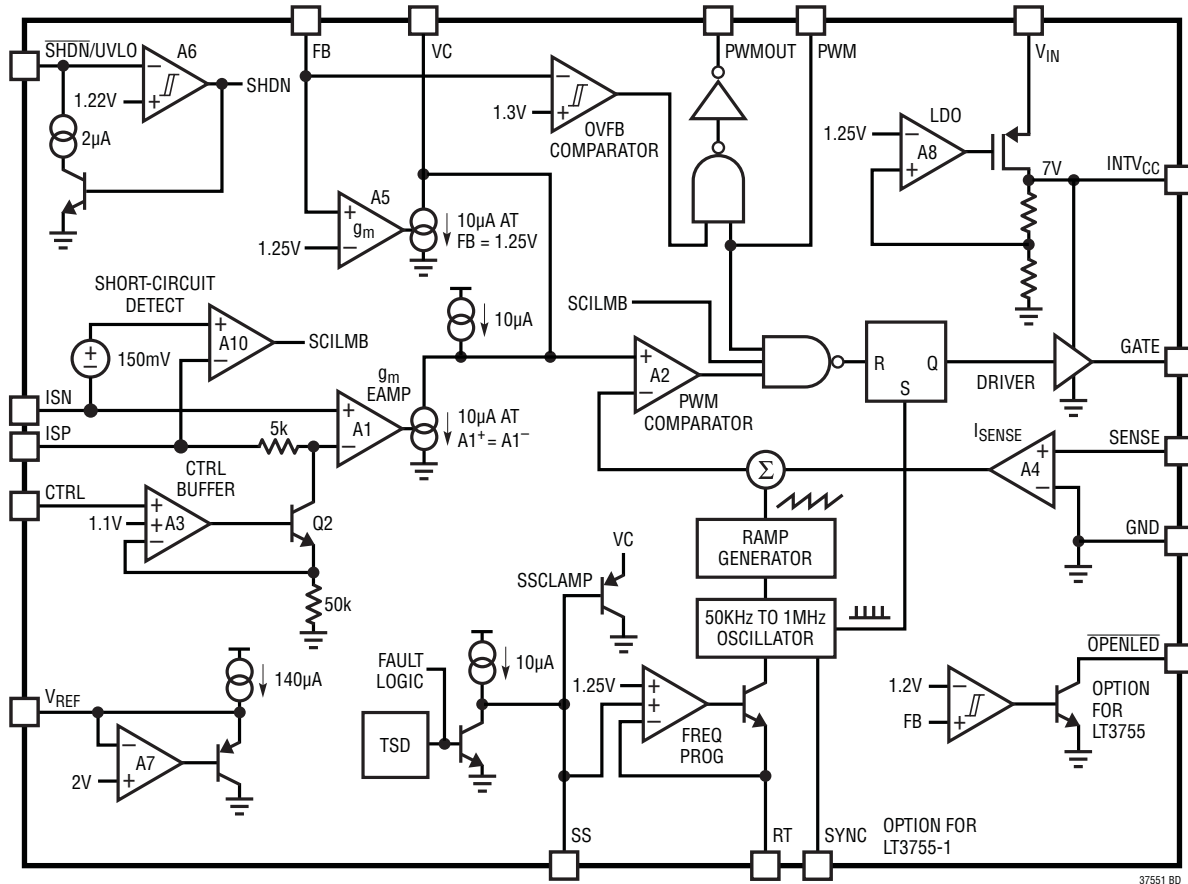 FB
VC
PWMOUT
PWM
VIN
SHDN/UVLO
A6
−
+
1.22V
SHDN
2µA
−
+
1.3V
OVFB
COMPARATOR
LDO
1.25V
−
+
A8
7V
INTVCC
A5
+
gm
−
1.25V
10µA AT
FB = 1.25V
SHORT-CIRCUIT
DETECT
+
−
A10
SCILMB
+
−
150mV
10µA
SCILMB
+
A2
−
PWM
COMPARATOR
R
Q
S
DRIVER
GATE
ISN
ISP
gm
EAMP
+
A1
−
10µA AT
A1+ = A1−
5k
CTRL
CTRL
BUFFER
+
1.1V
+
A3
−
Q2
50k
Σ
ISENSE
+
A4
−
SENSE
GND
RAMP
GENERATOR
50KHz TO 1MHz
OSCILLATOR
VC
SSCLAMP
VREF
140µA
−
A7
2V
+
FAULT
LOGIC
TSD
10µA
1.25V
+
+
−
FREQ
PROG
1.2V
−
FB
+
OPENLED
OPTION
FOR
LT3755
SS
RT
SYNC
OPTION FOR
LT3755-1
37551 BD